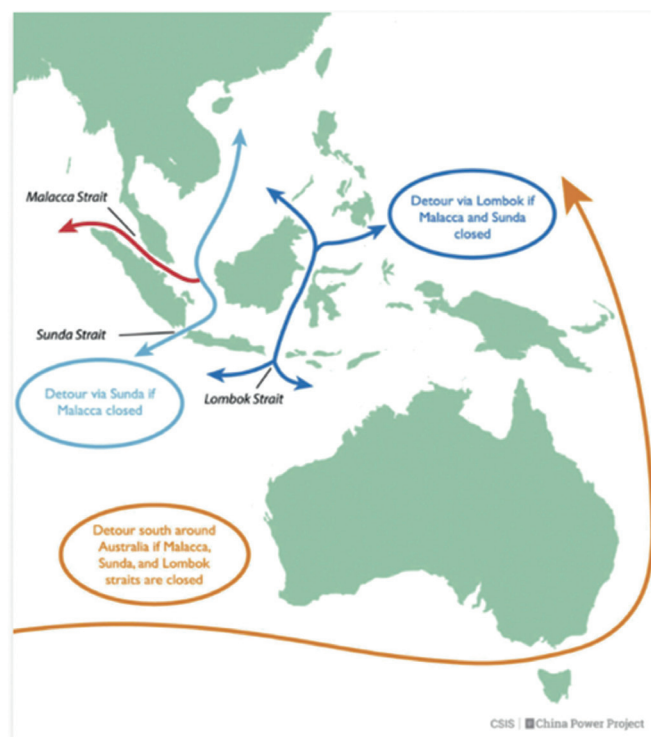 Malacca Strait
Detour via Lombok if
Malacca and Sunda
closed
Sunda Strait
Detour via Sunda if
Malacca closed
Lombok Strait
Detour south around
Australia if Malacca,
Sunda, and Lombok
straits are closed
CSIS | China Power Project